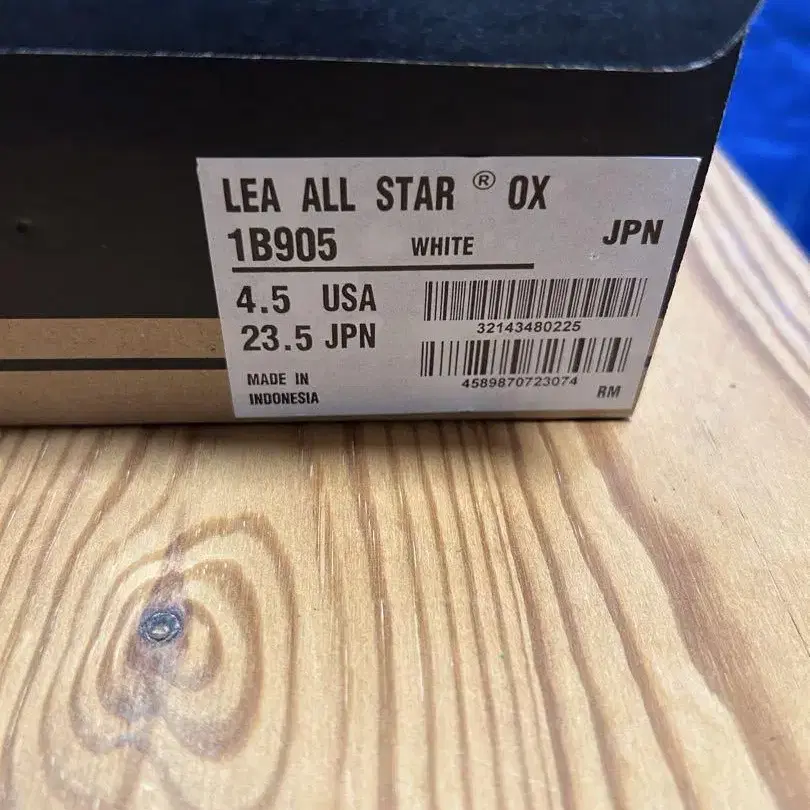 LEA ALL STAR ® OX
1B905 WHITE JPN
4.5 USA
23.5 JPN
32143480225
4589870723074
MADE IN
INDONESIA
RM